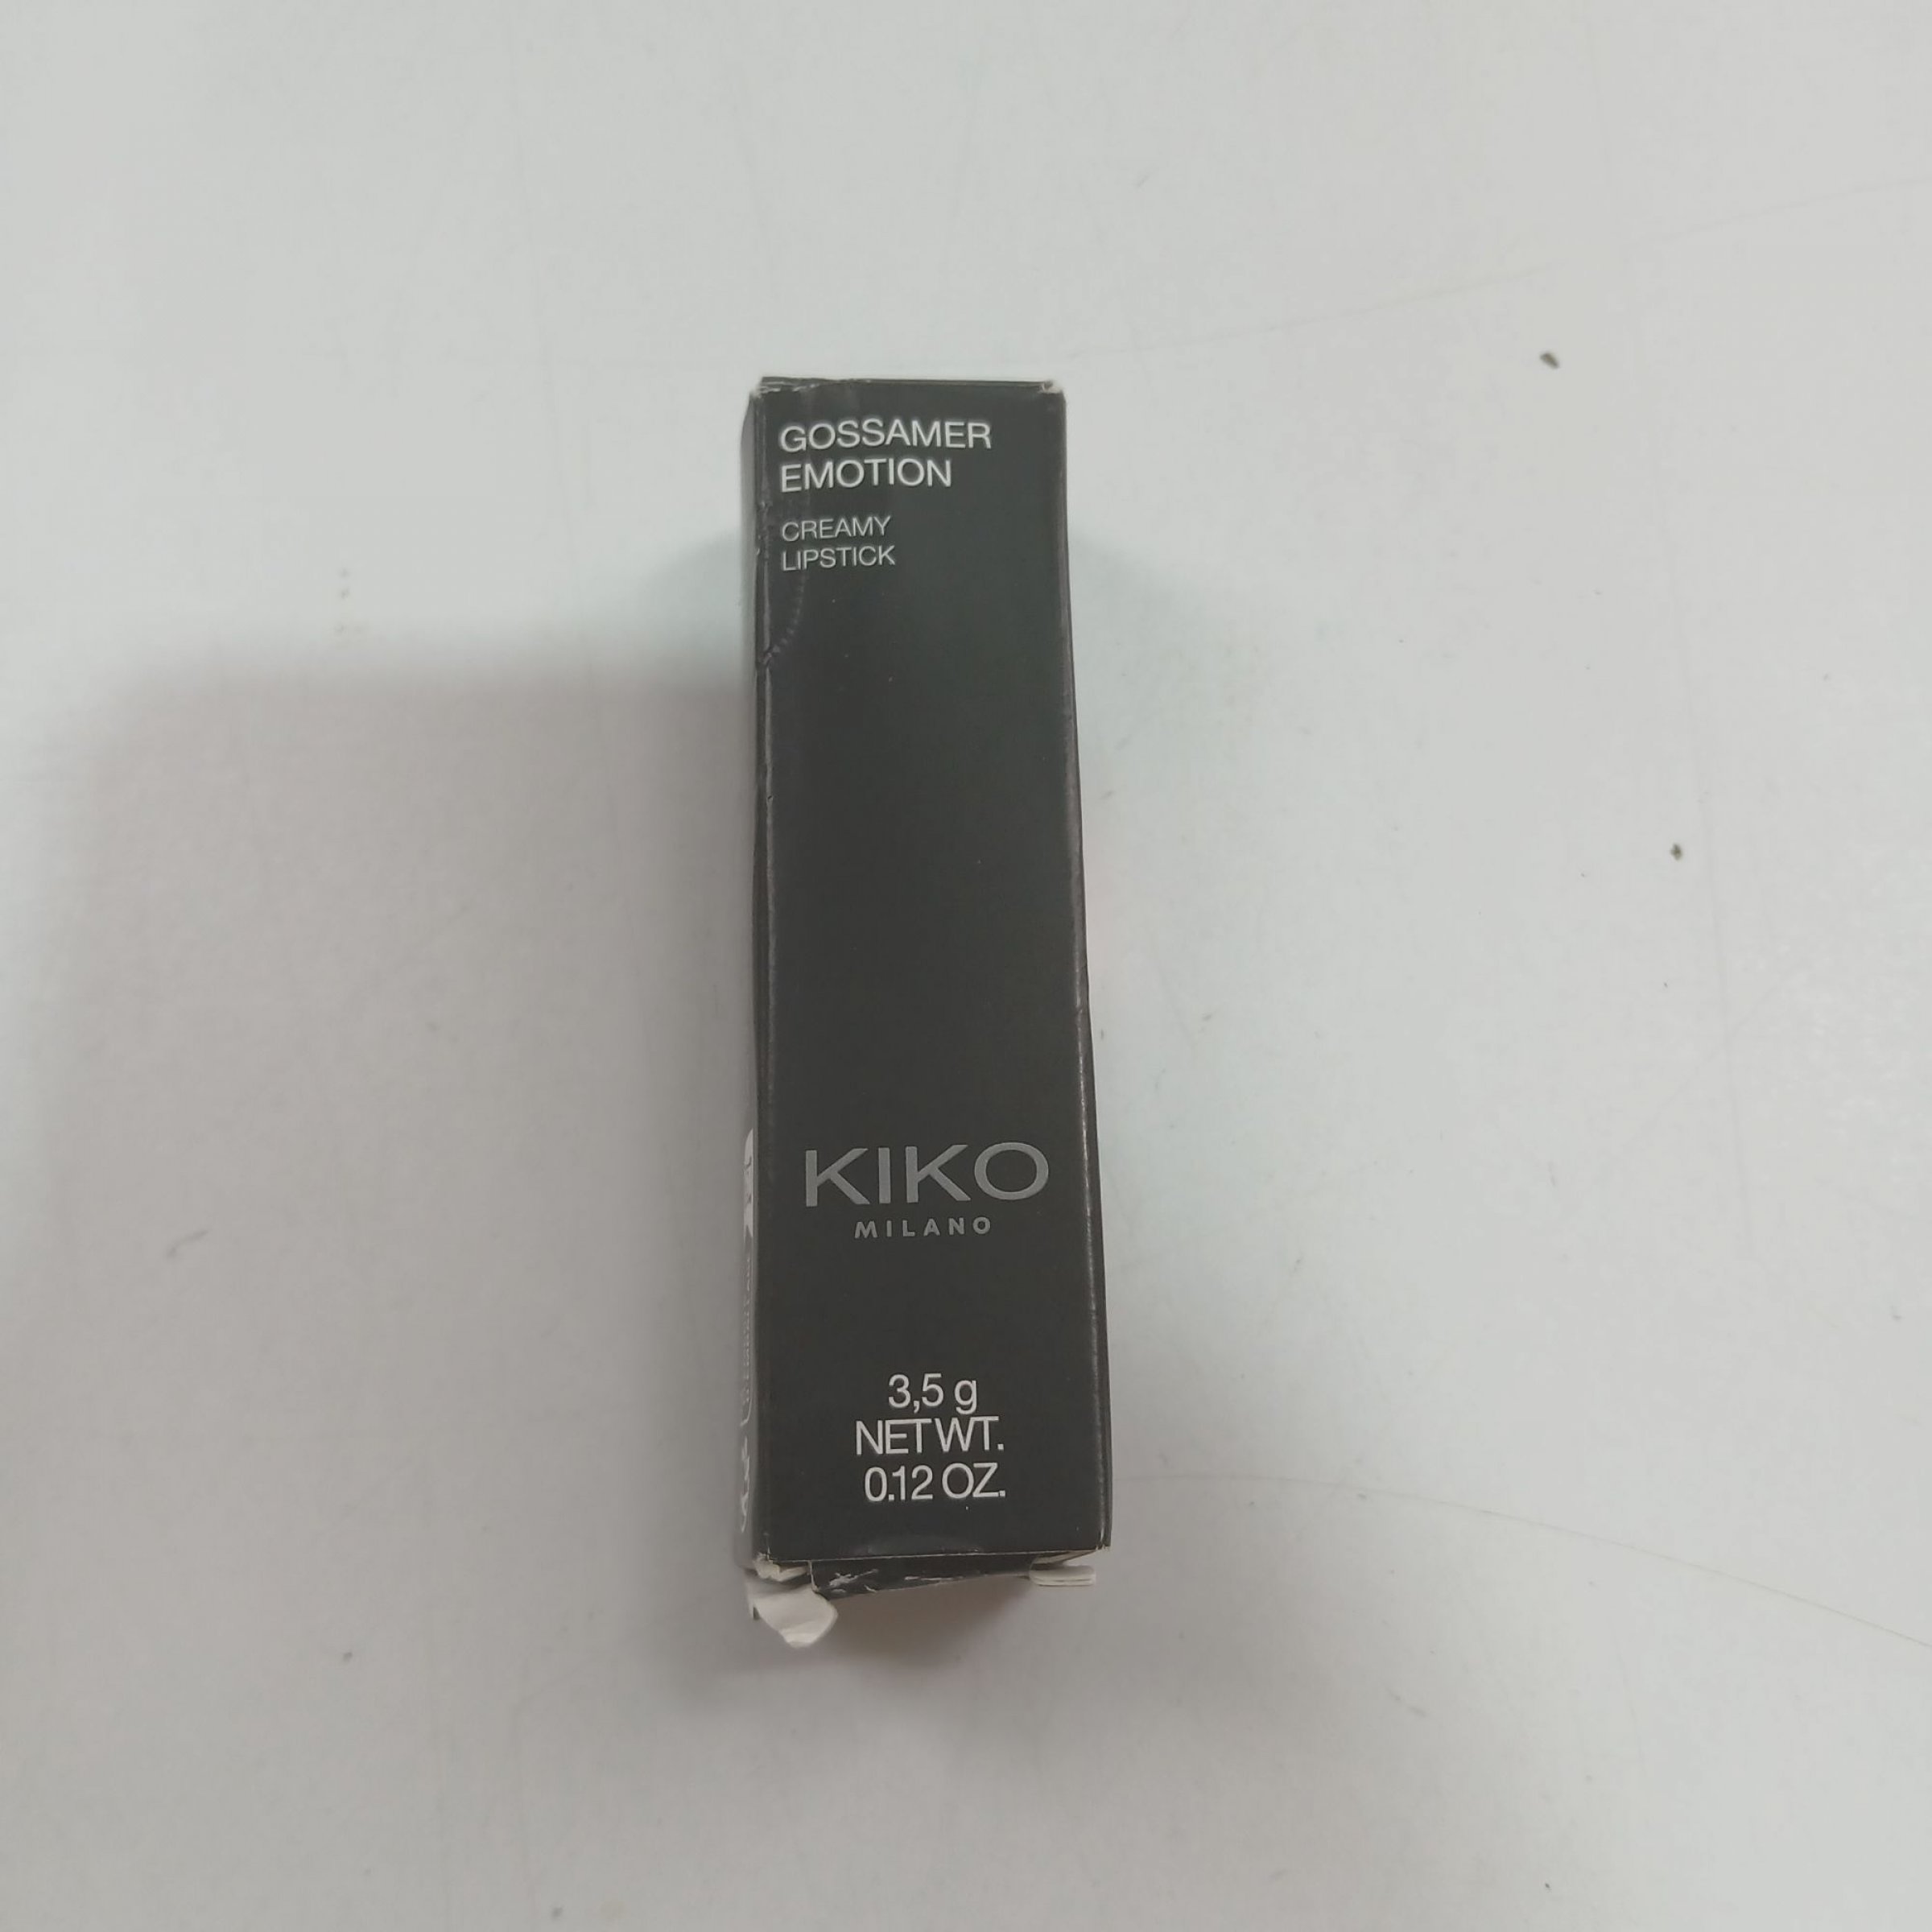 GOSSAMER
EMOTION
CREAMY
LIPSTICK
KIKO
MILANO
3,5 g
NET WT.
0.12 OZ.